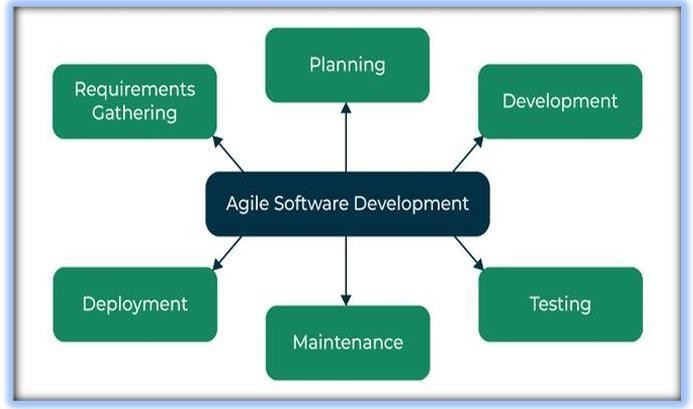 Planning
Requirements
Gathering
Development
Agile Software Development
Deployment
Testing
Maintenance